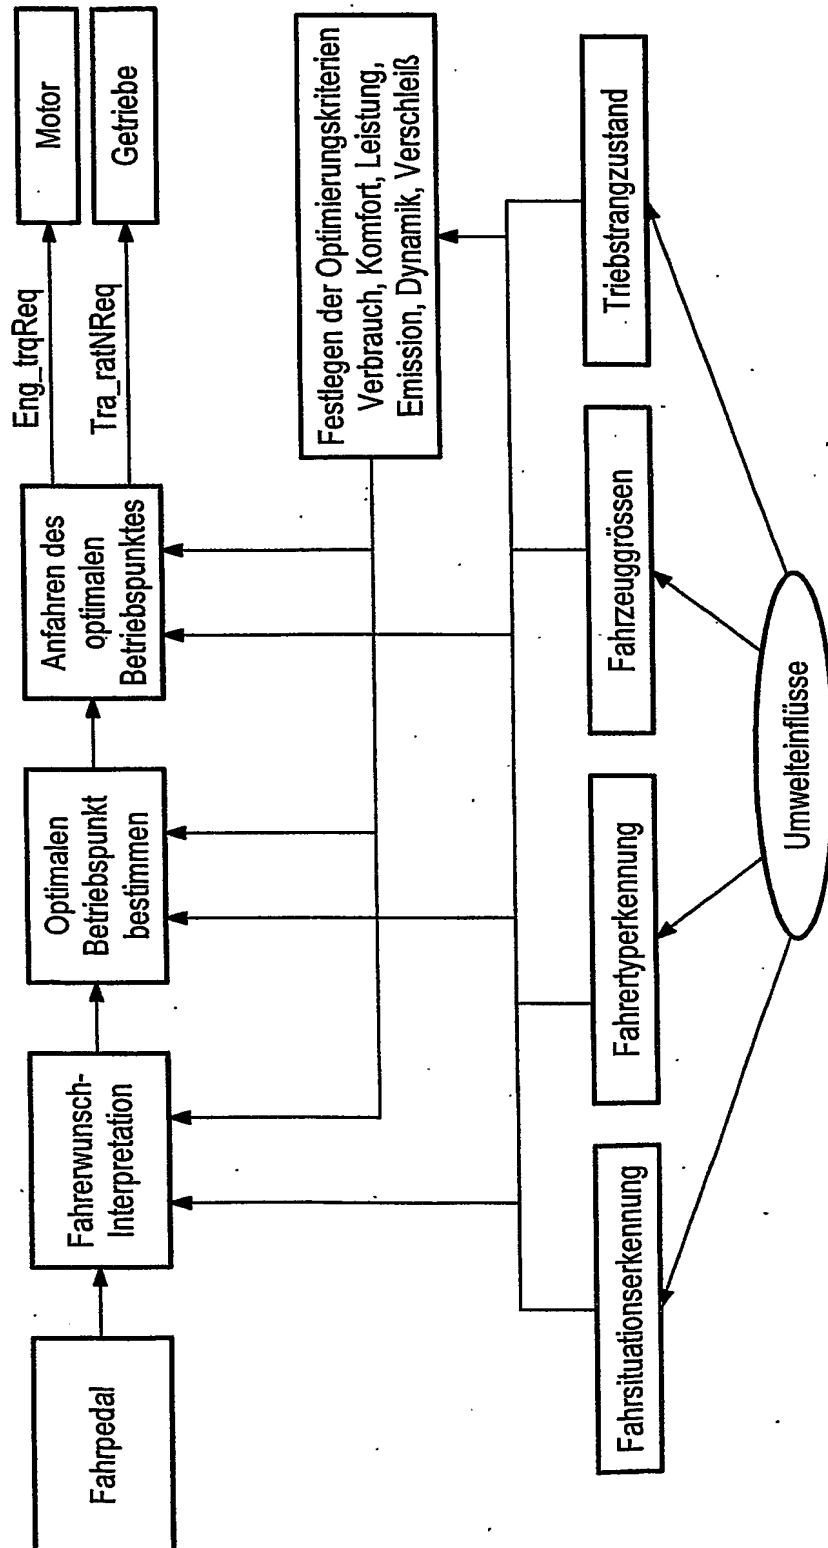 Fahrpedal
Fahrerwunsch-
Interpretation
Optimalen
Betriebspunkt
bestimmen
Anfahren des
optimalen
Betriebspunktes
Eng_trqReq
Tra_ratNReq
Motor
Getriebe
Festlegen der Optimierungskriterien
Verbrauch, Komfort, Leistung,
Emission, Dynamik, Verschleiß
Fahrsituationserkennung
Fahrertyperkennung
Fahrzeuggrössen
Triebstrangzustand
Umwelteinflüsse